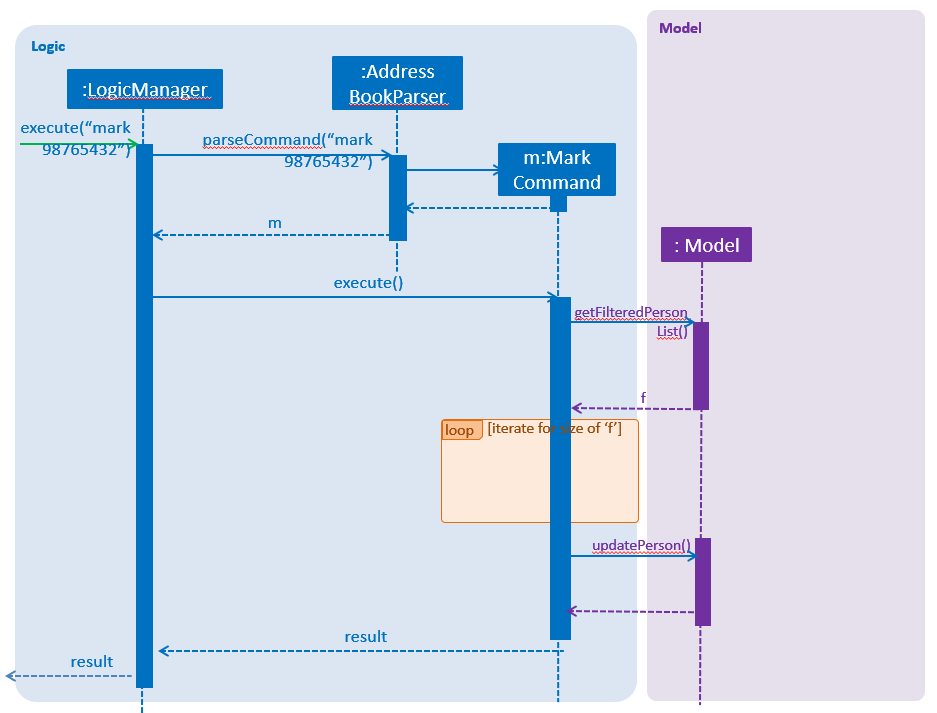 Model
Logic
:Address
BookParser
:LogicManager
execute(“mark
98765432”)
parseCommand(“mark
98765432”)
m:Mark
Command
m
: Model
execute()
getFilteredPerson
List()
f
loop [iterate for size of ‘f’]
updatePerson()
result
result